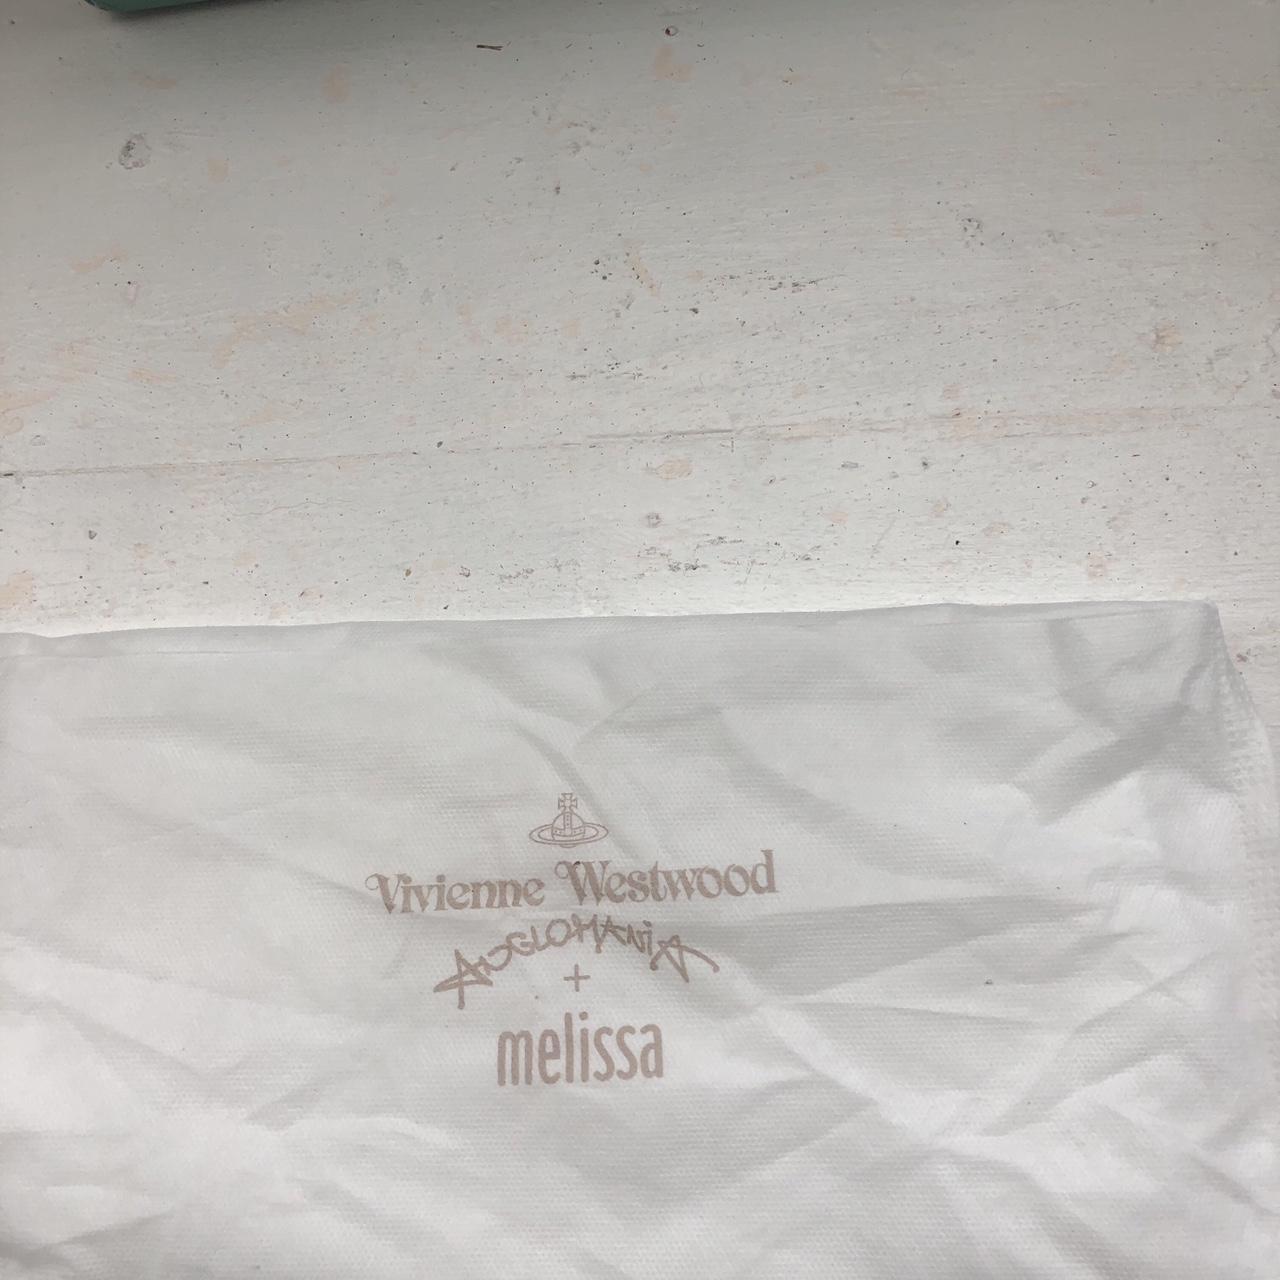 Vivienne Westwood
ANGLOMANiA
+
melissa